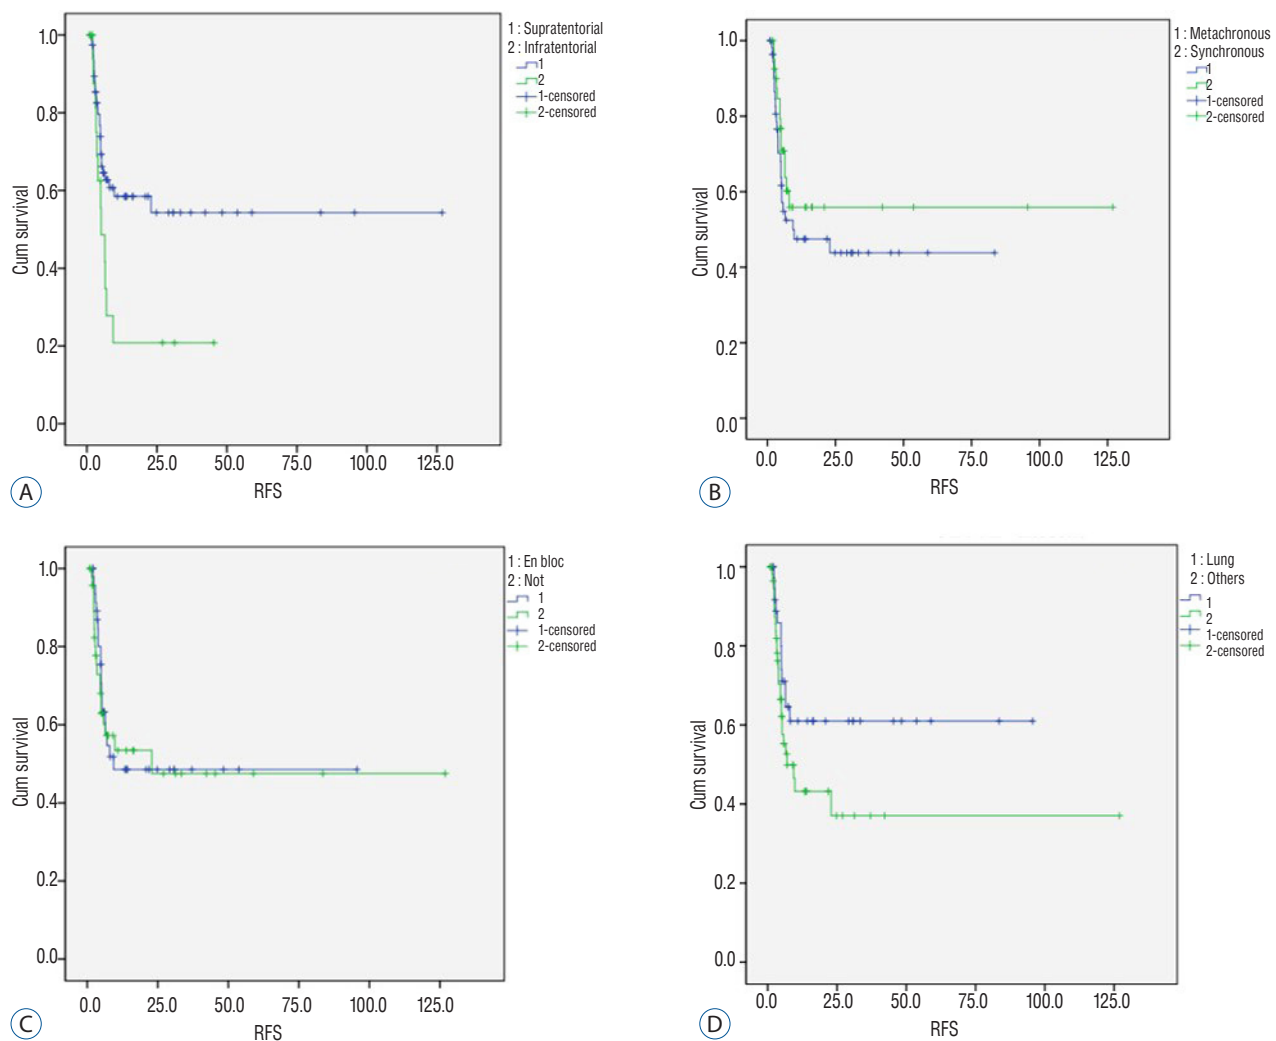 1 : Supratentorial
2 : Infratentorial
1
2
1-censored
2-censored
1.0
0.8
0.6
0.4
0.2
0.0
Cum survival
0.0 25.0 50.0 75.0 100.0 125.0
RFS
A
1 : Metachronous
2 : Synchronous
1
2
1-censored
2-censored
1.0
0.8
0.6
0.4
0.2
0.0
Cum survival
0.0 25.0 50.0 75.0 100.0 125.0
RFS
B
1 : En bloc
2 : Not
1
2
1-censored
2-censored
1.0
0.8
0.6
0.4
0.2
0.0
Cum survival
0.0 25.0 50.0 75.0 100.0 125.0
RFS
C
1 : Lung
2 : Others
1
2
1-censored
2-censored
1.0
0.8
0.6
0.4
0.2
0.0
Cum survival
0.0 25.0 50.0 75.0 100.0 125.0
RFS
D